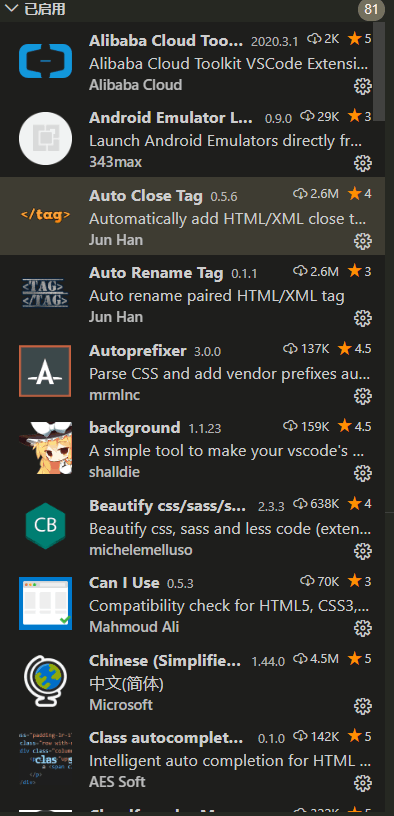 已启用 81
Alibaba Cloud Too... 2020.3.1 2K 5
Alibaba Cloud Toolkit VSCode Extensi...
Alibaba Cloud
Android Emulator L... 0.9.0 29K 3
Launch Android Emulators directly fr...
343max
</tag> Auto Close Tag 0.5.6 2.6M 4
Automatically add HTML/XML close t...
Jun Han
<TAG>
</TAG>
Auto Rename Tag 0.1.1 2.6M 3
Auto rename paired HTML/XML tag
Jun Han
Autoprefixer 3.0.0 137K 4.5
Parse CSS and add vendor prefixes au...
mrmlnc
background 1.1.23 159K 4.5
A simple tool to make your vscode's ...
shalldie
CB Beautify css/sass/s... 2.3.3 638K 4
Beautify css, sass and less code (exten...
michelemelluso
Can I Use 0.5.3 70K 3
Compatibility check for HTML5, CSS3,...
Mahmoud Ali
Chinese (Simplifie... 1.44.0 4.5M 5
中文(简体)
Microsoft
Class autocomplet... 0.1.0 142K 5
Intelligent auto completion for HTML ...
AES Soft